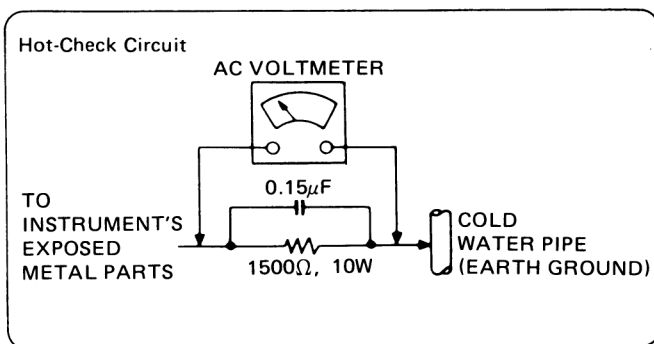 Hot-Check Circuit
AC VOLTMETER
0.15μF
TO
INSTRUMENT'S
EXPOSED
METAL PARTS
1500Ω, 10W
COLD
WATER PIPE
(EARTH GROUND)